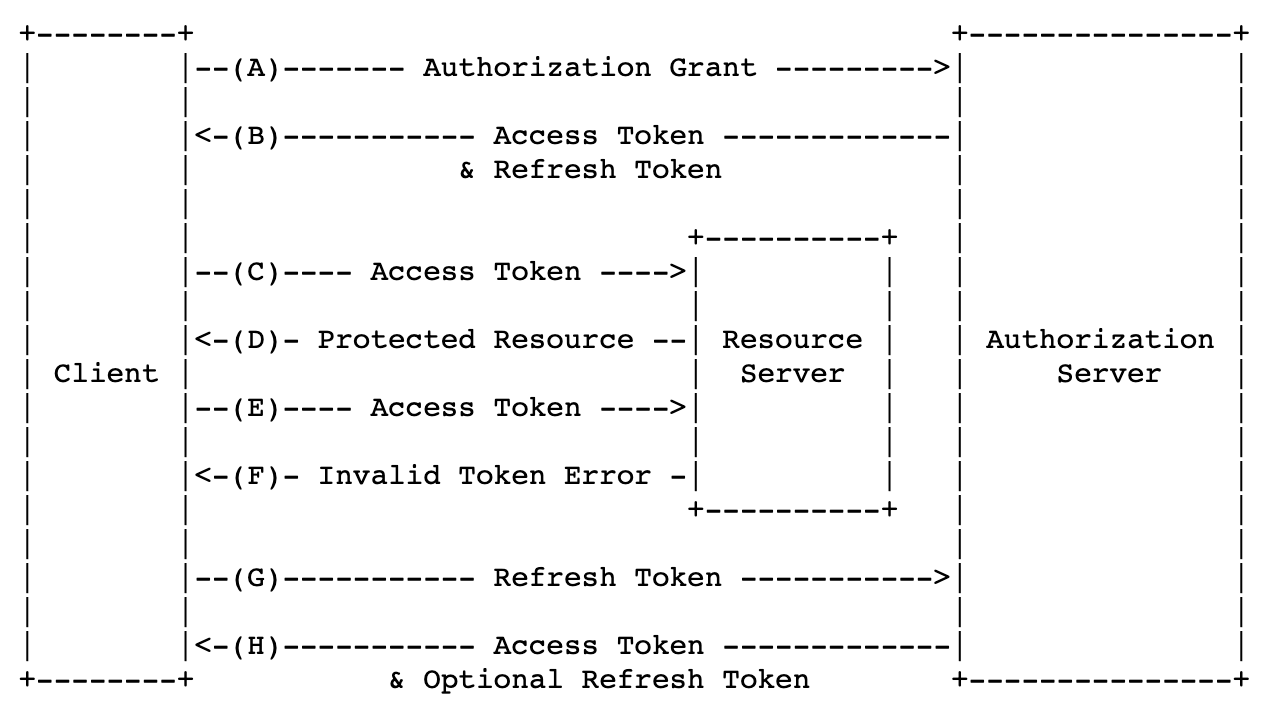 +--------+                                           +---------------+
|        |--(A)------- Authorization Grant --------->|               |
|        |                                           |               |
|        |<-(B)----------- Access Token -------------|               |
|        |               & Refresh Token             |               |
|        |                                           |               |
|        |                            +----------+   |               |
|        |--(C)---- Access Token ---->|          |   |               |
|        |                            |          |   |               |
|        |<-(D)- Protected Resource --| Resource |   | Authorization |
| Client |                            |  Server  |   |     Server    |
|        |--(E)---- Access Token ---->|          |   |               |
|        |                            |          |   |               |
|        |<-(F)- Invalid Token Error -|          |   |               |
|        |                            +----------+   |               |
|        |                                           |               |
|        |--(G)----------- Refresh Token ----------->|               |
|        |                                           |               |
|        |<-(H)----------- Access Token -------------|               |
+--------+           & Optional Refresh Token        +---------------+